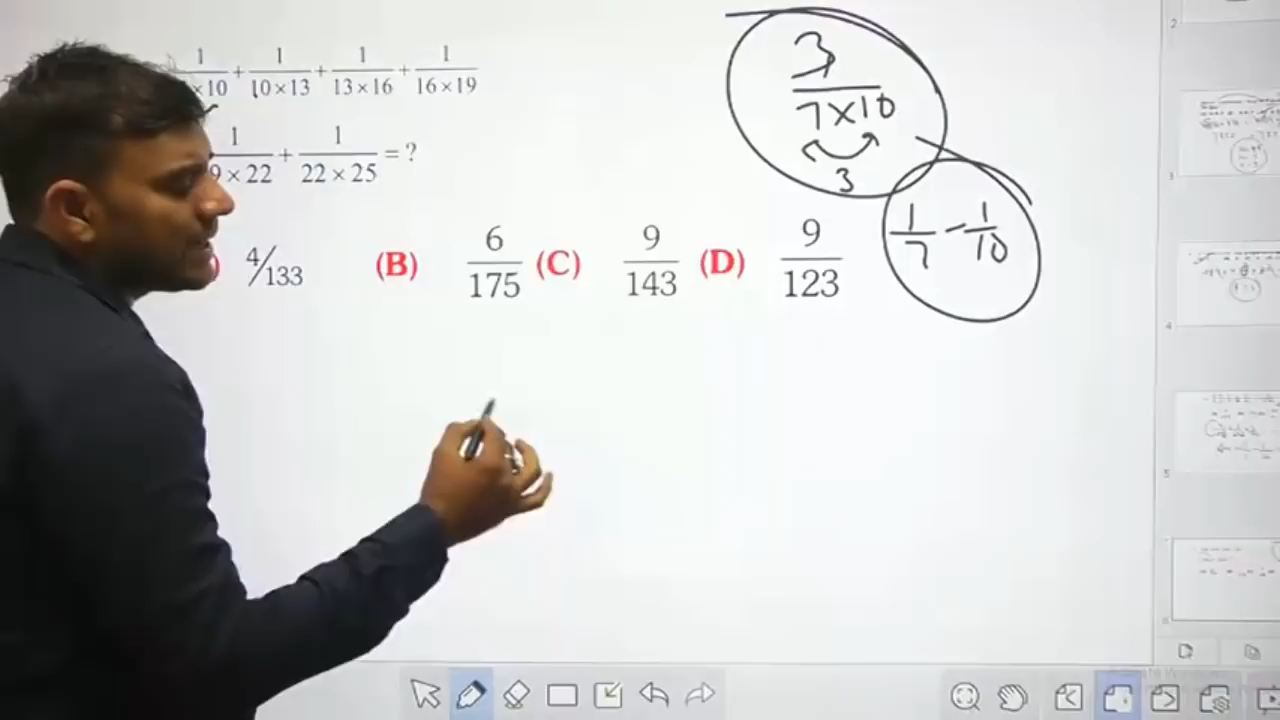 1/×10 + 1/10×13 + 1/13×16 + 1/16×19
1/9×22 + 1/22×25 = ?
4/133 (B) 6/175 (C) 9/143 (D) 9/123
3/7×10
3
1/7 - 1/10